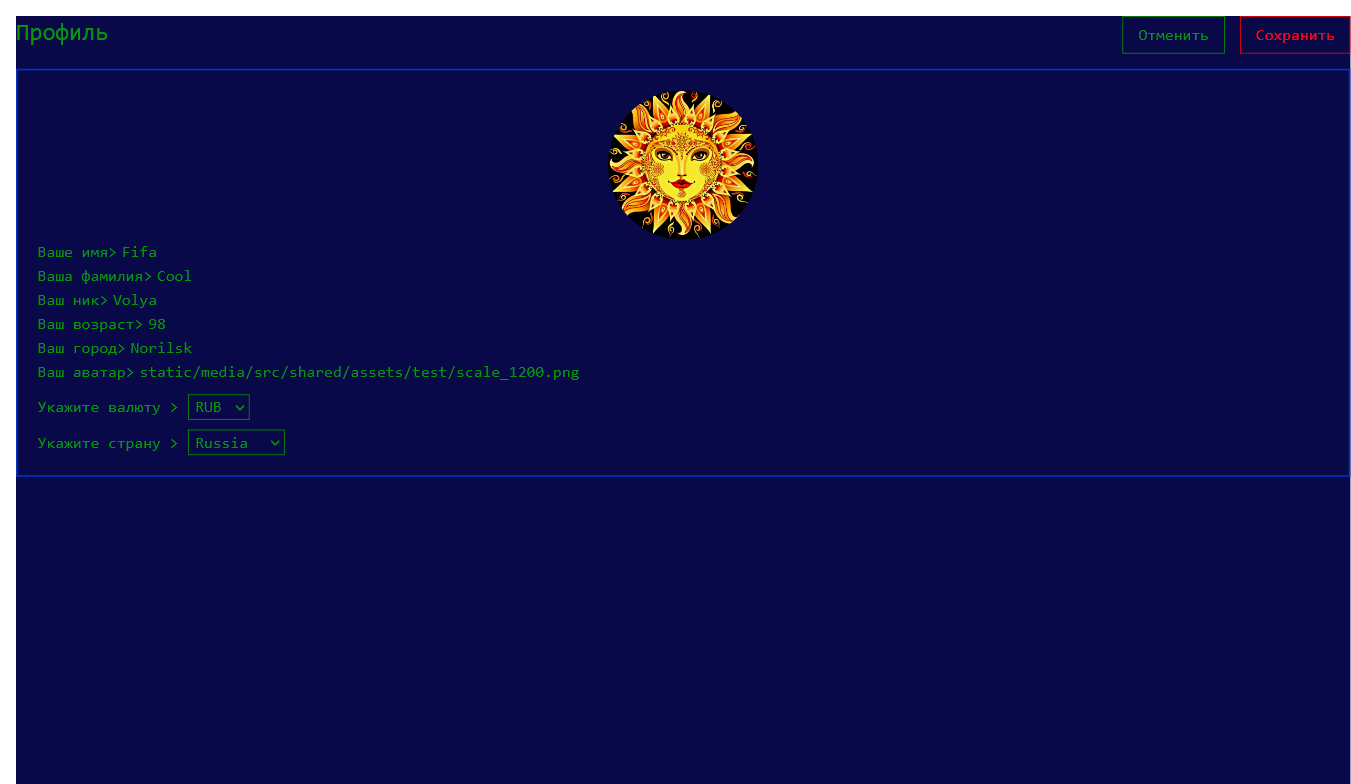 Профиль
Отменить
Сохранить
Ваше имя> Fifa
Ваша фамилия> Cool
Ваш ник> Volya
Ваш возраст> 98
Ваш город> Norilsk
Ваш аватар> static/media/src/shared/assets/test/scale_1200.png
Укажите валюту > RUB
Укажите страну > Russia